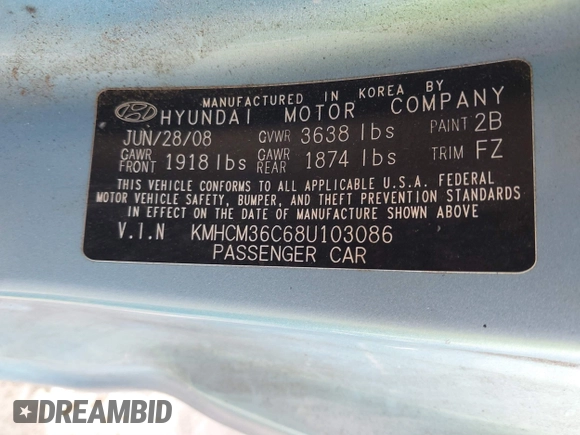 MANUFACTURED IN KOREA BY
HYUNDAI MOTOR COMPANY
JUN/28/08 GVWR 3638 lbs PAINT 2B
GAWR FRONT 1918 lbs GAWR REAR 1874 lbs TRIM FZ
THIS VEHICLE CONFORMS TO ALL APPLICABLE U.S.A. FEDERAL
MOTOR VEHICLE SAFETY, BUMPER, AND THEFT PREVENTION STANDARDS
IN EFFECT ON THE DATE OF MANUFACTURE SHOWN ABOVE
V.I.N KMHCM36C68U103086
PASSENGER CAR
DREAMBID